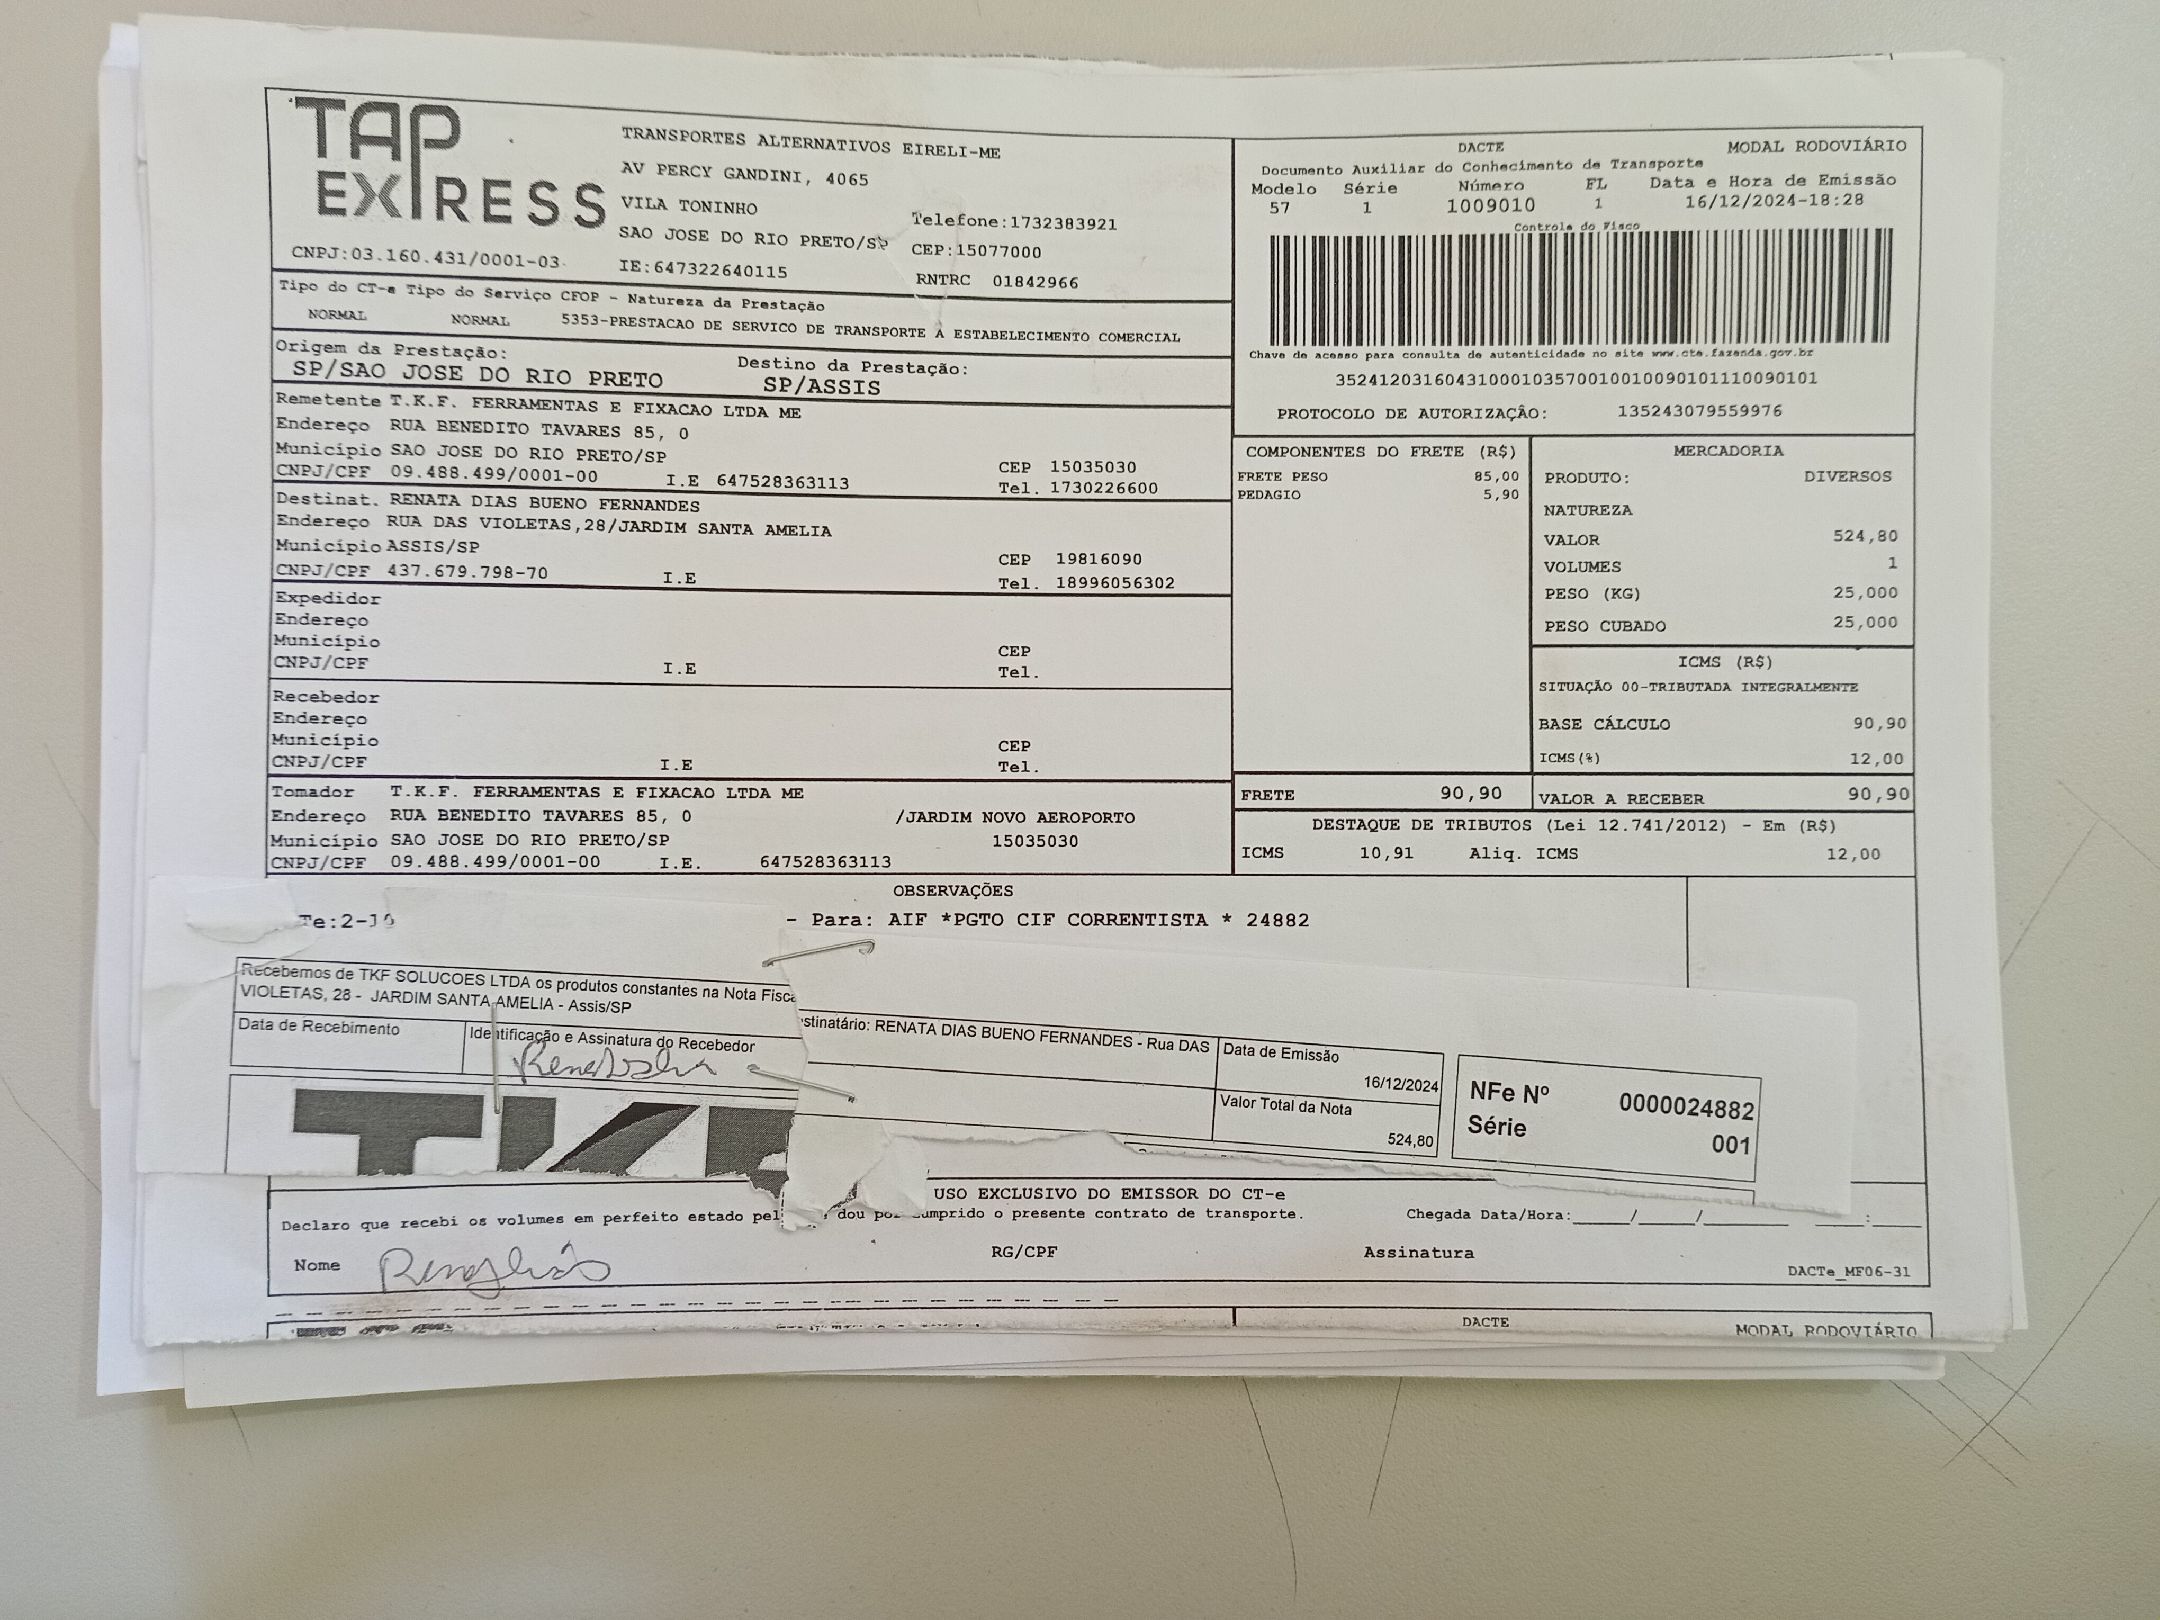 TAP
EXPRESS
TRANSPORTES ALTERNATIVOS EIRELI-ME
AV PERCY GANDINI, 4065
VILA TONINHO
SAO JOSE DO RIO PRETO/SP
Telefone:1732383921
CEP:15077000
CNPJ:03.160.431/0001-03
IE:647322640115
RNTRC 01842966
DACTE MODAL RODOVIÁRIO
Documento Auxiliar do Conhecimento de Transporte
Modelo Série Número FL Data e Hora de Emissão
57 1 1009010 1 16/12/2024-18:28
Controle do Fisco
Chave de acesso para consulta de autenticidade no site www.cte.fazenda.gov.br
35241203160431000103570010010090101110090101
PROTOCOLO DE AUTORIZAÇÂO: 135243079559976
Tipo do CT-e Tipo do Serviço CFOP - Natureza da Prestação
NORMAL NORMAL 5353-PRESTACAO DE SERVICO DE TRANSPORTE A ESTABELECIMENTO COMERCIAL
Origem da Prestação: Destino da Prestação:
SP/SAO JOSE DO RIO PRETO SP/ASSIS
Remetente T.K.F. FERRAMENTAS E FIXACAO LTDA ME
Endereço RUA BENEDITO TAVARES 85, 0
Município SAO JOSE DO RIO PRETO/SP CEP 15035030
CNPJ/CPF 09.488.499/0001-00 I.E 647528363113 Tel. 1730226600
Destinat. RENATA DIAS BUENO FERNANDES
Endereço RUA DAS VIOLETAS,28/JARDIM SANTA AMELIA
Município ASSIS/SP CEP 19816090
CNPJ/CPF 437.679.798-70 I.E Tel. 18996056302
Expedidor
Endereço
Município CEP
CNPJ/CPF I.E Tel.
Recebedor
Endereço
Município CEP
CNPJ/CPF I.E Tel.
Tomador T.K.F. FERRAMENTAS E FIXACAO LTDA ME
Endereço RUA BENEDITO TAVARES 85, 0 /JARDIM NOVO AEROPORTO
Município SAO JOSE DO RIO PRETO/SP 15035030
CNPJ/CPF 09.488.499/0001-00 I.E. 647528363113
COMPONENTES DO FRETE (R$)
FRETE PESO 85,00
PEDAGIO 5,90
MERCADORIA
PRODUTO: DIVERSOS
NATUREZA
VALOR 524,80
VOLUMES 1
PESO (KG) 25,000
PESO CUBADO 25,000
ICMS (R$)
SITUAÇÃO 00-TRIBUTADA INTEGRALMENTE
BASE CÁLCULO 90,90
ICMS(%) 12,00
FRETE 90,90 VALOR A RECEBER 90,90
DESTAQUE DE TRIBUTOS (Lei 12.741/2012) - Em (R$)
ICMS 10,91 Aliq. ICMS 12,00
OBSERVAÇÕES
- Para: AIF *PGTO CIF CORRENTISTA * 24882
Recebemos de TKF SOLUCOES LTDA os produtos constantes na Nota
VIOLETAS, 28 - JARDIM SANTA AMELIA - Assis/SP
Data de Recebimento Identificação e Assinatura do Recebedor
RENATA DIAS BUENO FERNANDES - Rua DAS
Data de Emissão
16/12/2024
Valor Total da Nota
524,80
NFe Nº 0000024882
Série 001
USO EXCLUSIVO DO EMISSOR DO CT-e
Declaro que recebi os volumes em perfeito estado dou cumprido o presente contrato de transporte. Chegada Data/Hora:____/____/______ ____:____
Nome RG/CPF Assinatura
DACTe_MF06-31
DACTE
MODAL RODOVIÁRIO